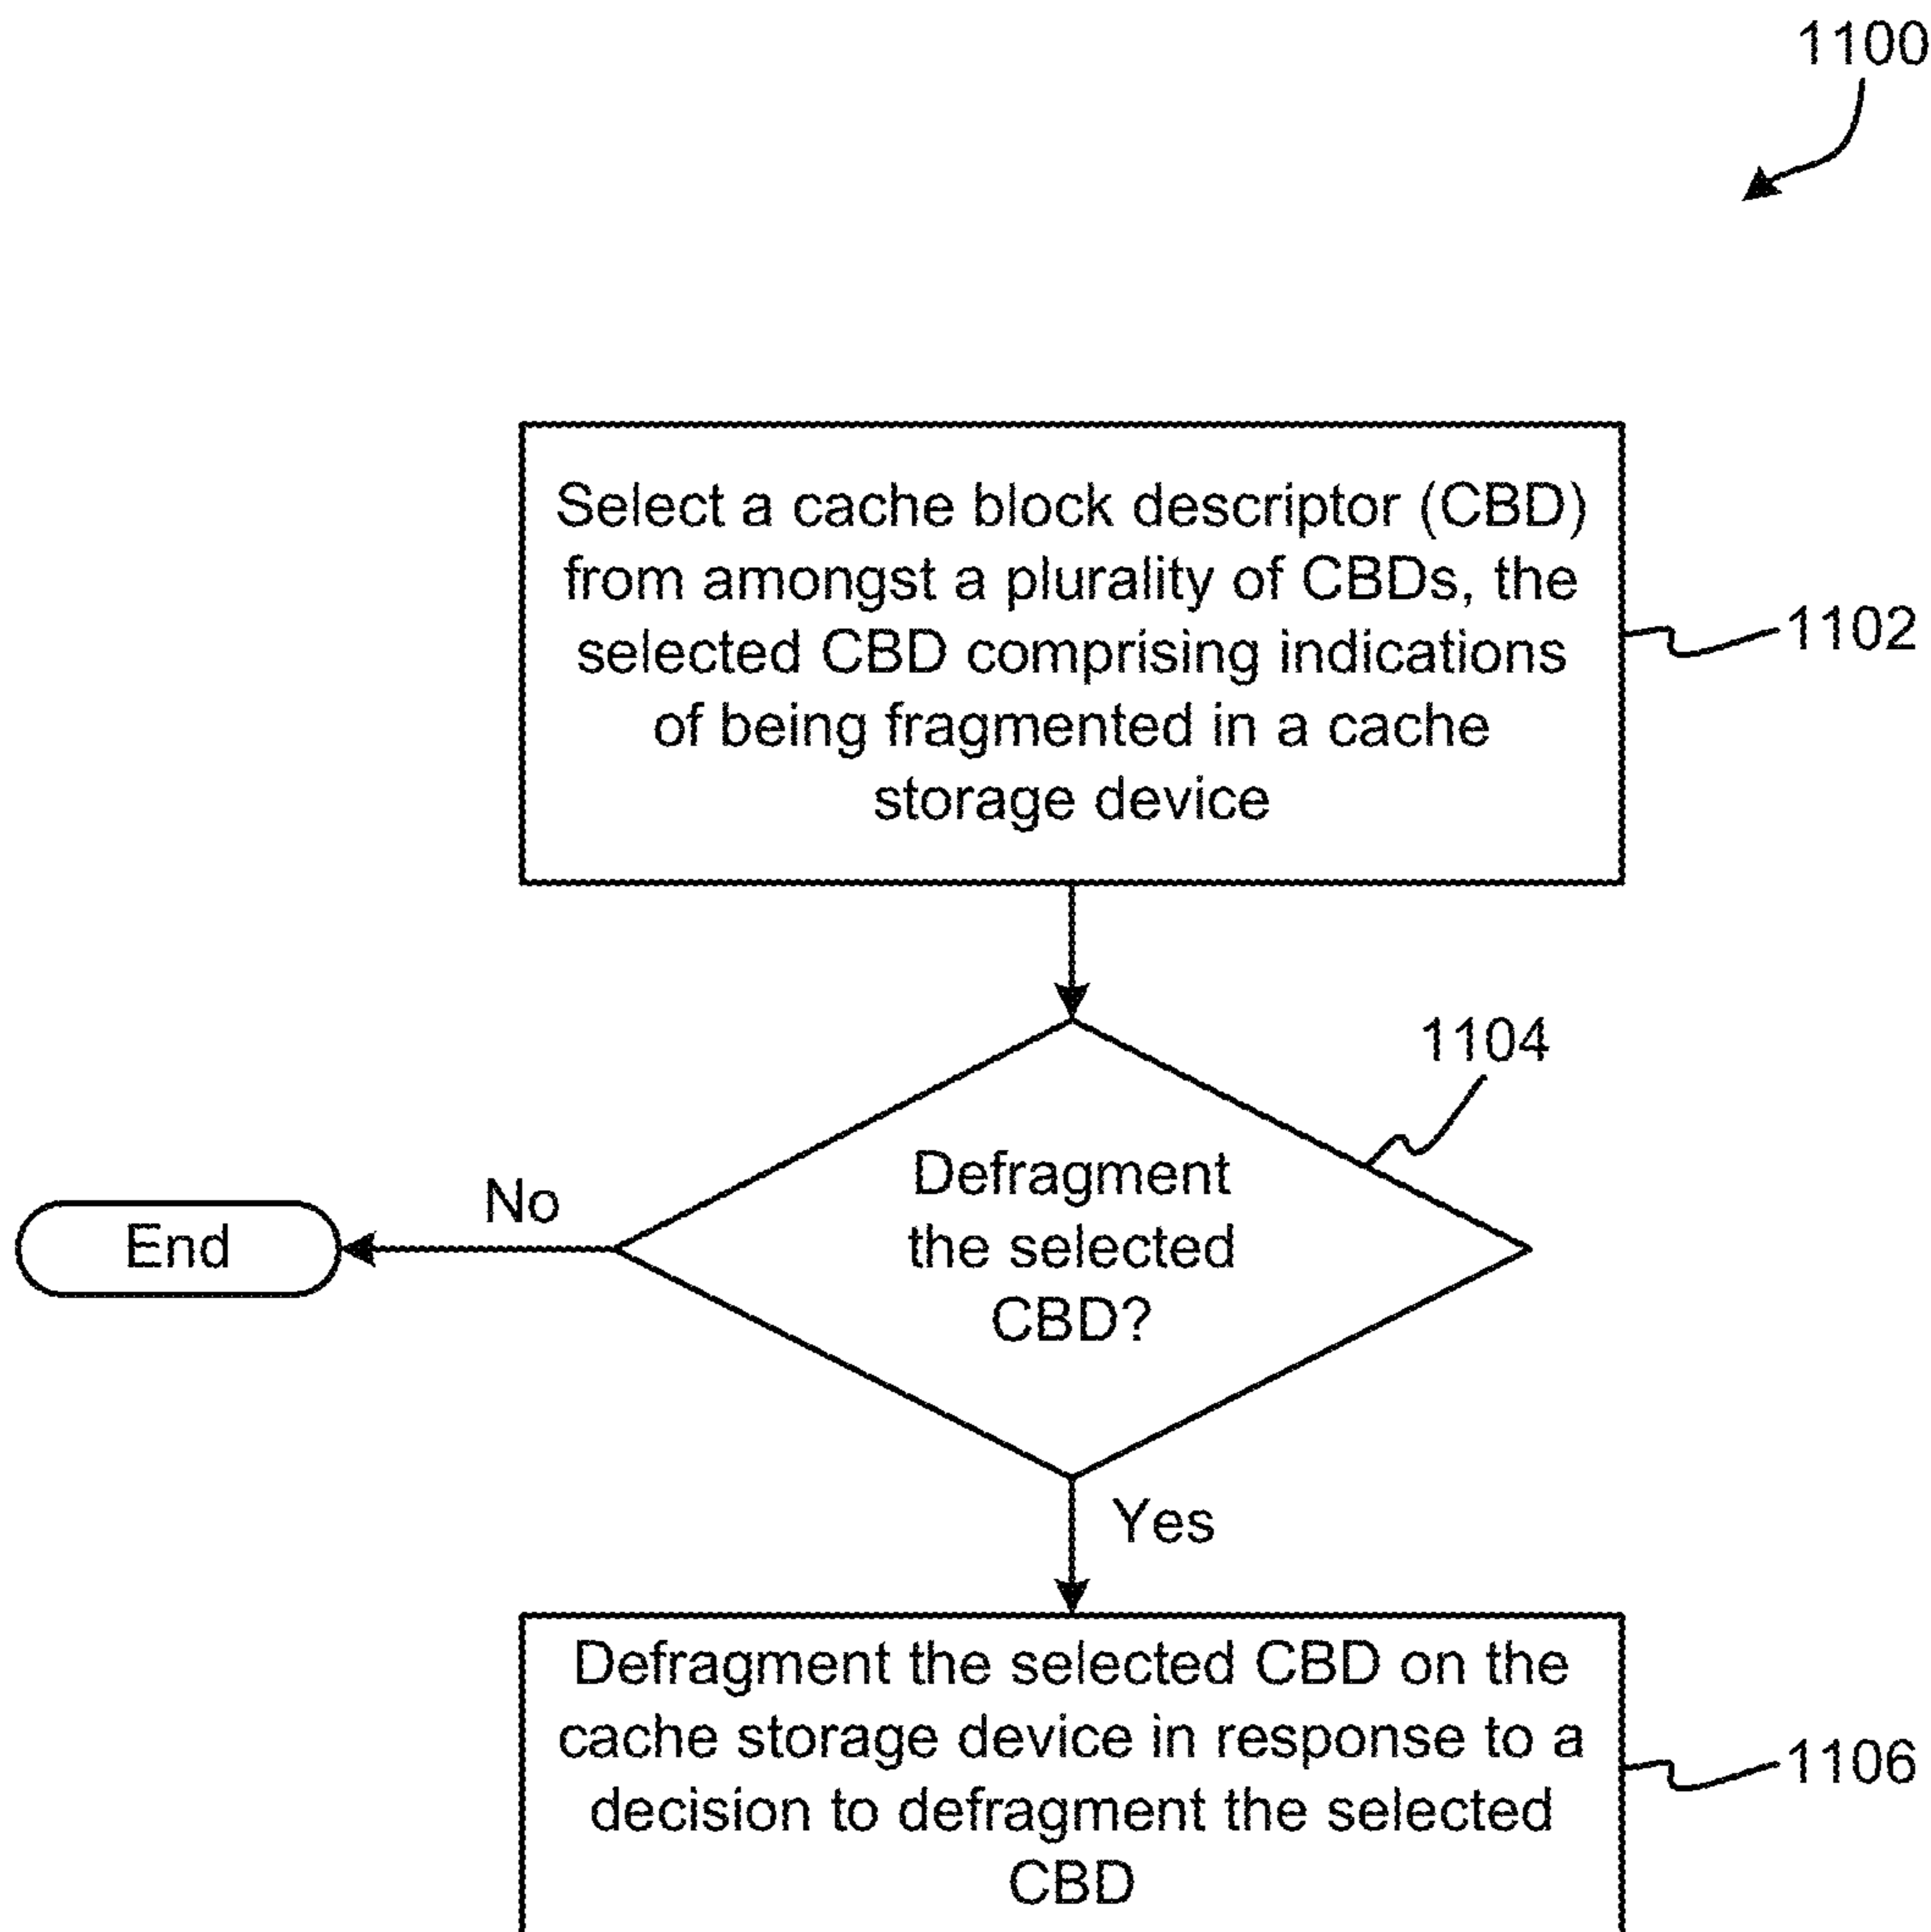 1100
Select a cache block descriptor (CBD)
from amongst a plurality of CBDs, the
selected CBD comprising indications
of being fragmented in a cache
storage device
1102
1104
Defragment
the selected
CBD?
No
End
Yes
Defragment the selected CBD on the
cache storage device in response to a
decision to defragment the selected
CBD
1106